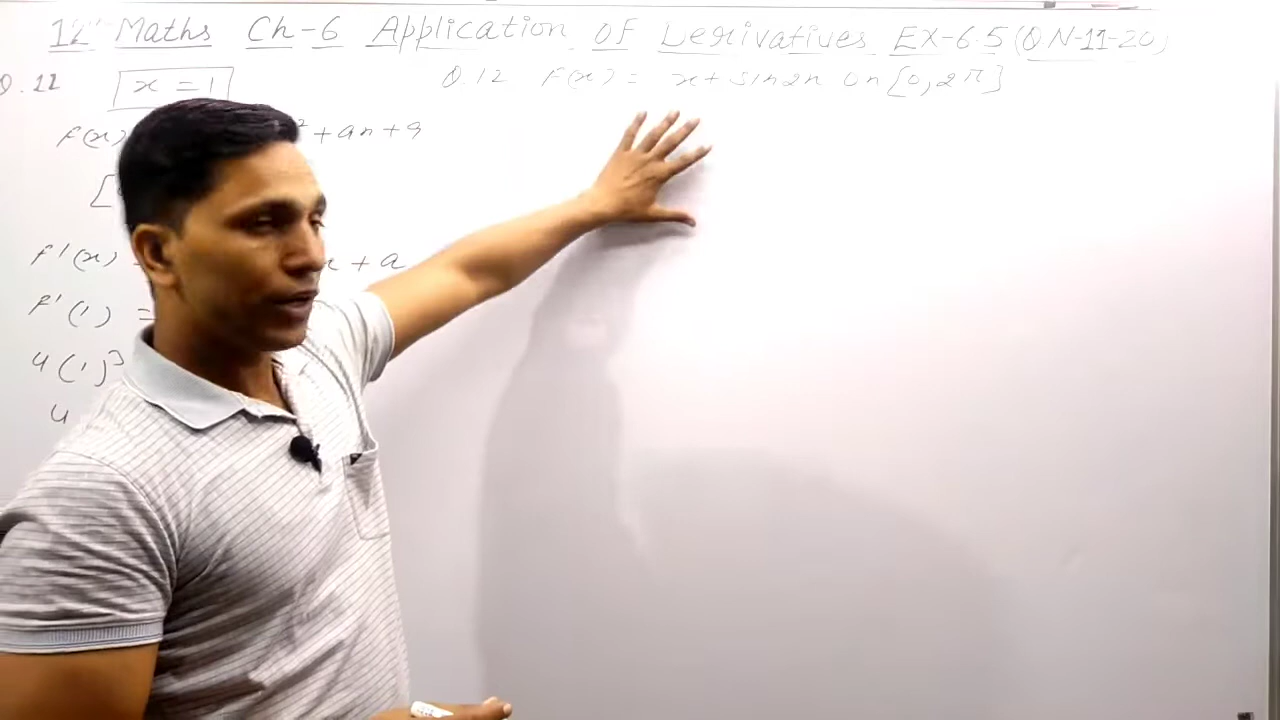 12th Maths Ch-6 Application of Derivatives EX-6.5 (Q.N-11-20)
Q.11 x = 1
Q.12 f(x) = x + sin2x on [0, 2π]
f(x) ² + ax + 9
[
f'(x) = x + a
f'(1) =
4(1)³
4